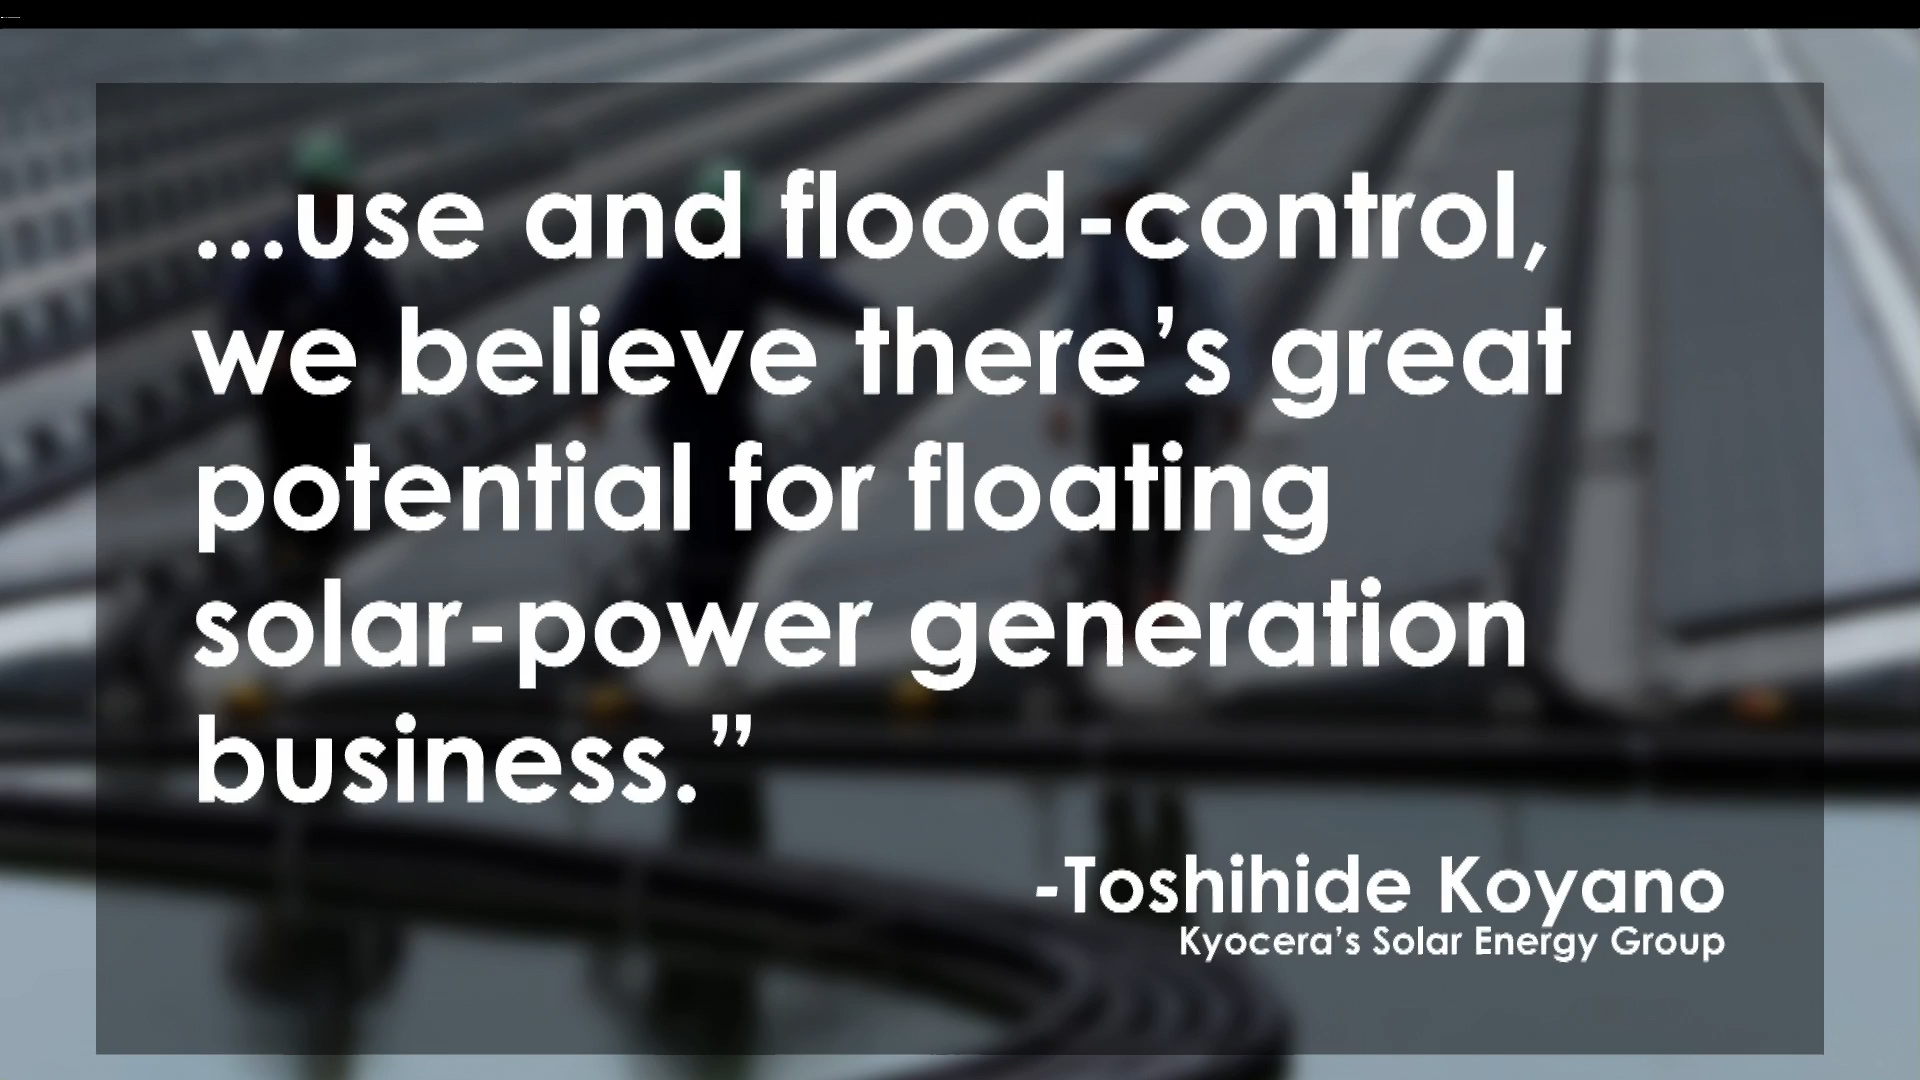 ...use and flood-control,
we believe there's great
potential for floating
solar-power generation
business.”
-Toshihide Koyano
Kyocera's Solar Energy Group